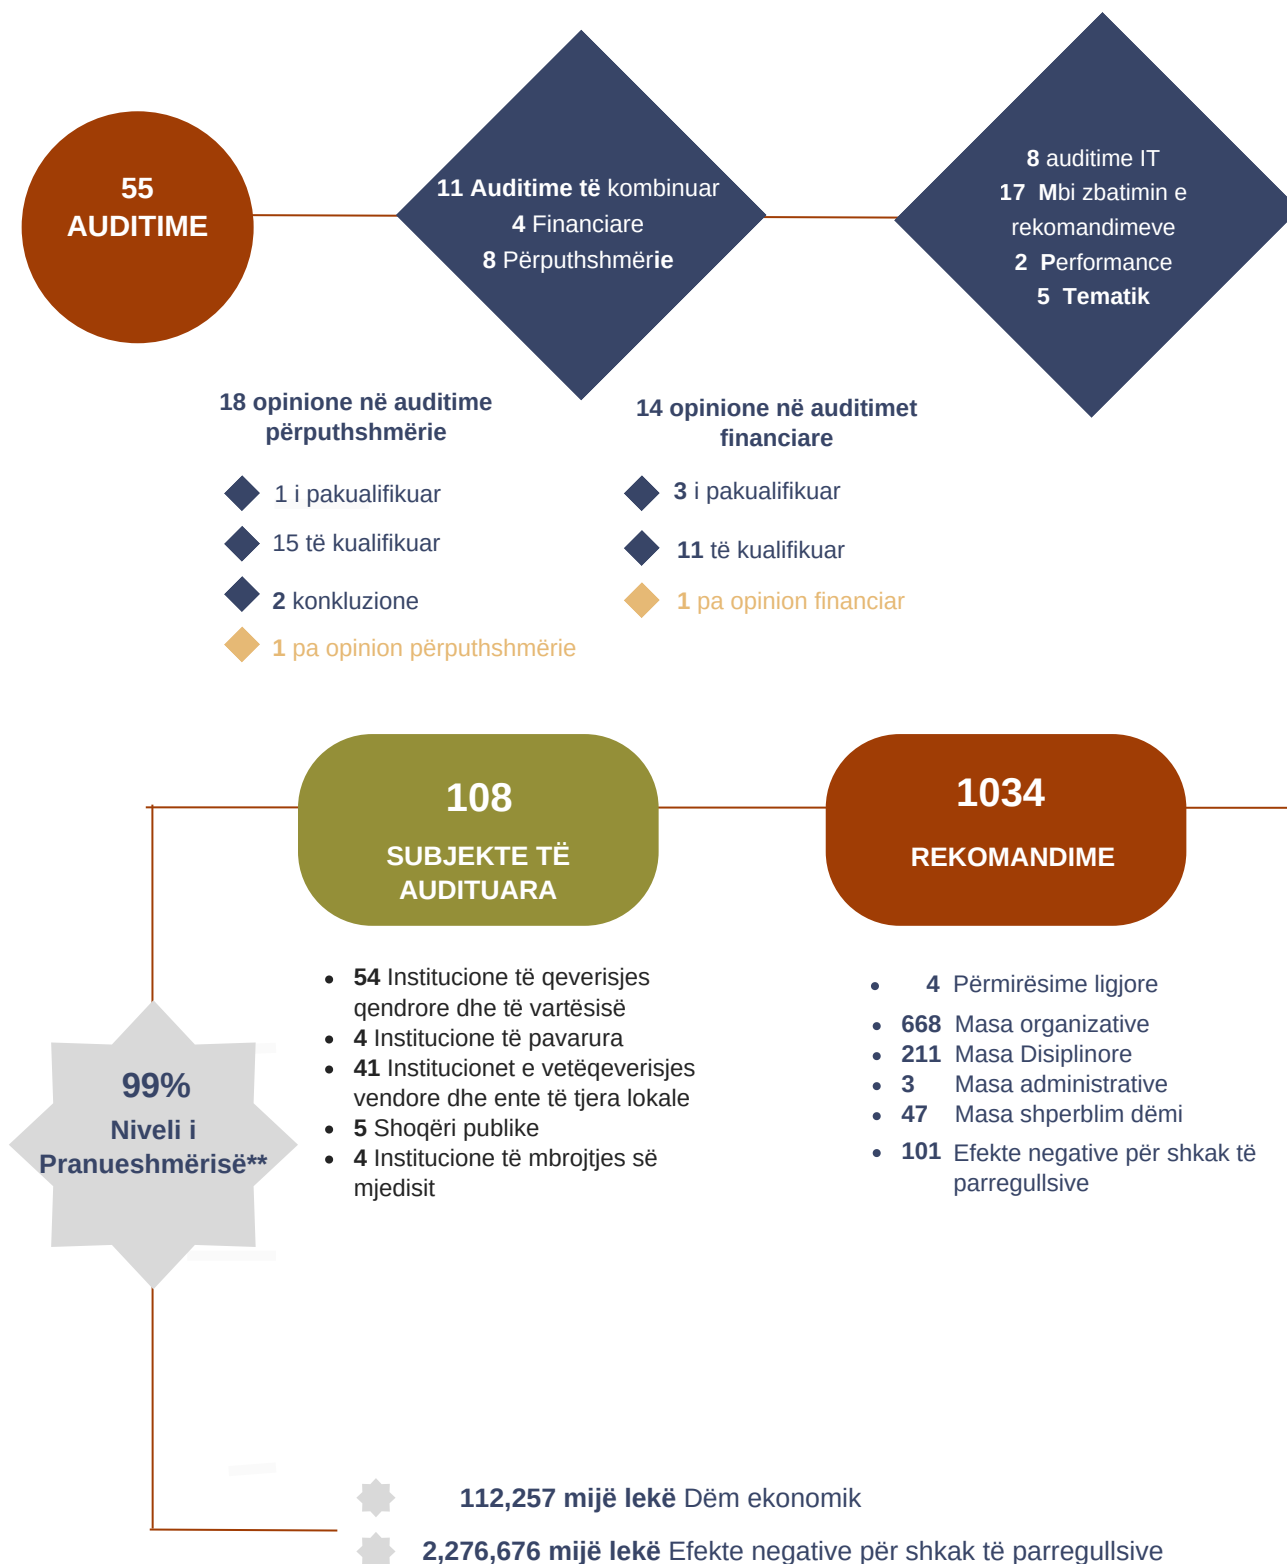 55
AUDITIME
11 Auditime të kombinuar
4 Financiare
8 Përputhshmërie
8 auditime IT
17 Mbi zbatimin e
rekomandimeve
2 Performance
5 Tematik
18 opinione në auditime
përputhshmërie
1 i pakualifikuar
15 të kualifikuar
2 konkluzione
1 pa opinion përputhshmërie
14 opinione në auditimet
financiare
3 i pakualifikuar
11 të kualifikuar
1 pa opinion financiar
108
SUBJEKTE TË
AUDITUARA
1034
REKOMANDIME
54 Institucione të qeverisjes
qendrore dhe të vartësisë
4 Institucione të pavarura
41 Institucionet e vetëqeverisjes
vendore dhe ente të tjera lokale
5 Shoqëri publike
4 Institucione të mbrojtjes së
mjedisit
4 Përmirësime ligjore
668 Masa organizative
211 Masa Disiplinore
3 Masa administrative
47 Masa shperblim dëmi
101 Efekte negative për shkak të
parregullsive
99%
Niveli i
Pranueshmërisë**
112,257 mijë lekë Dëm ekonomik
2,276,676 mijë lekë Efekte negative për shkak të parregullsive